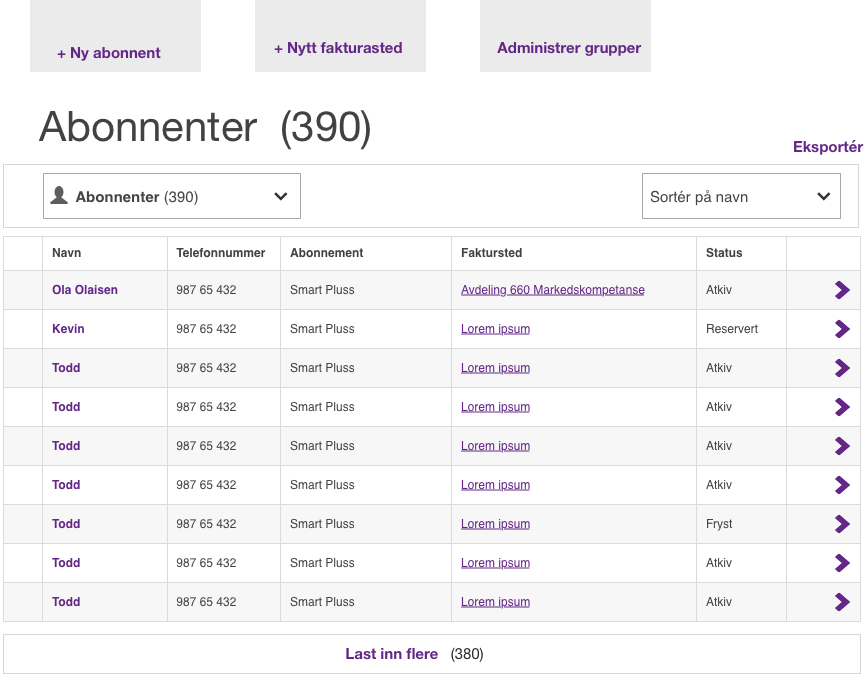 + Ny abonnent + Nytt fakturasted Administrer grupper
Abonnenter (390)
Eksportér
Abonnenter (390) Sortér på navn
Navn Telefonnummer Abonnement Faktursted Status
Ola Olaisen 987 65 432 Smart Pluss Avdeling 660 Markedskompetanse Atkiv
Kevin 987 65 432 Smart Pluss Lorem ipsum Reservert
Todd 987 65 432 Smart Pluss Lorem ipsum Atkiv
Todd 987 65 432 Smart Pluss Lorem ipsum Atkiv
Todd 987 65 432 Smart Pluss Lorem ipsum Atkiv
Todd 987 65 432 Smart Pluss Lorem ipsum Atkiv
Todd 987 65 432 Smart Pluss Lorem ipsum Fryst
Todd 987 65 432 Smart Pluss Lorem ipsum Atkiv
Todd 987 65 432 Smart Pluss Lorem ipsum Atkiv
Last inn flere (380)